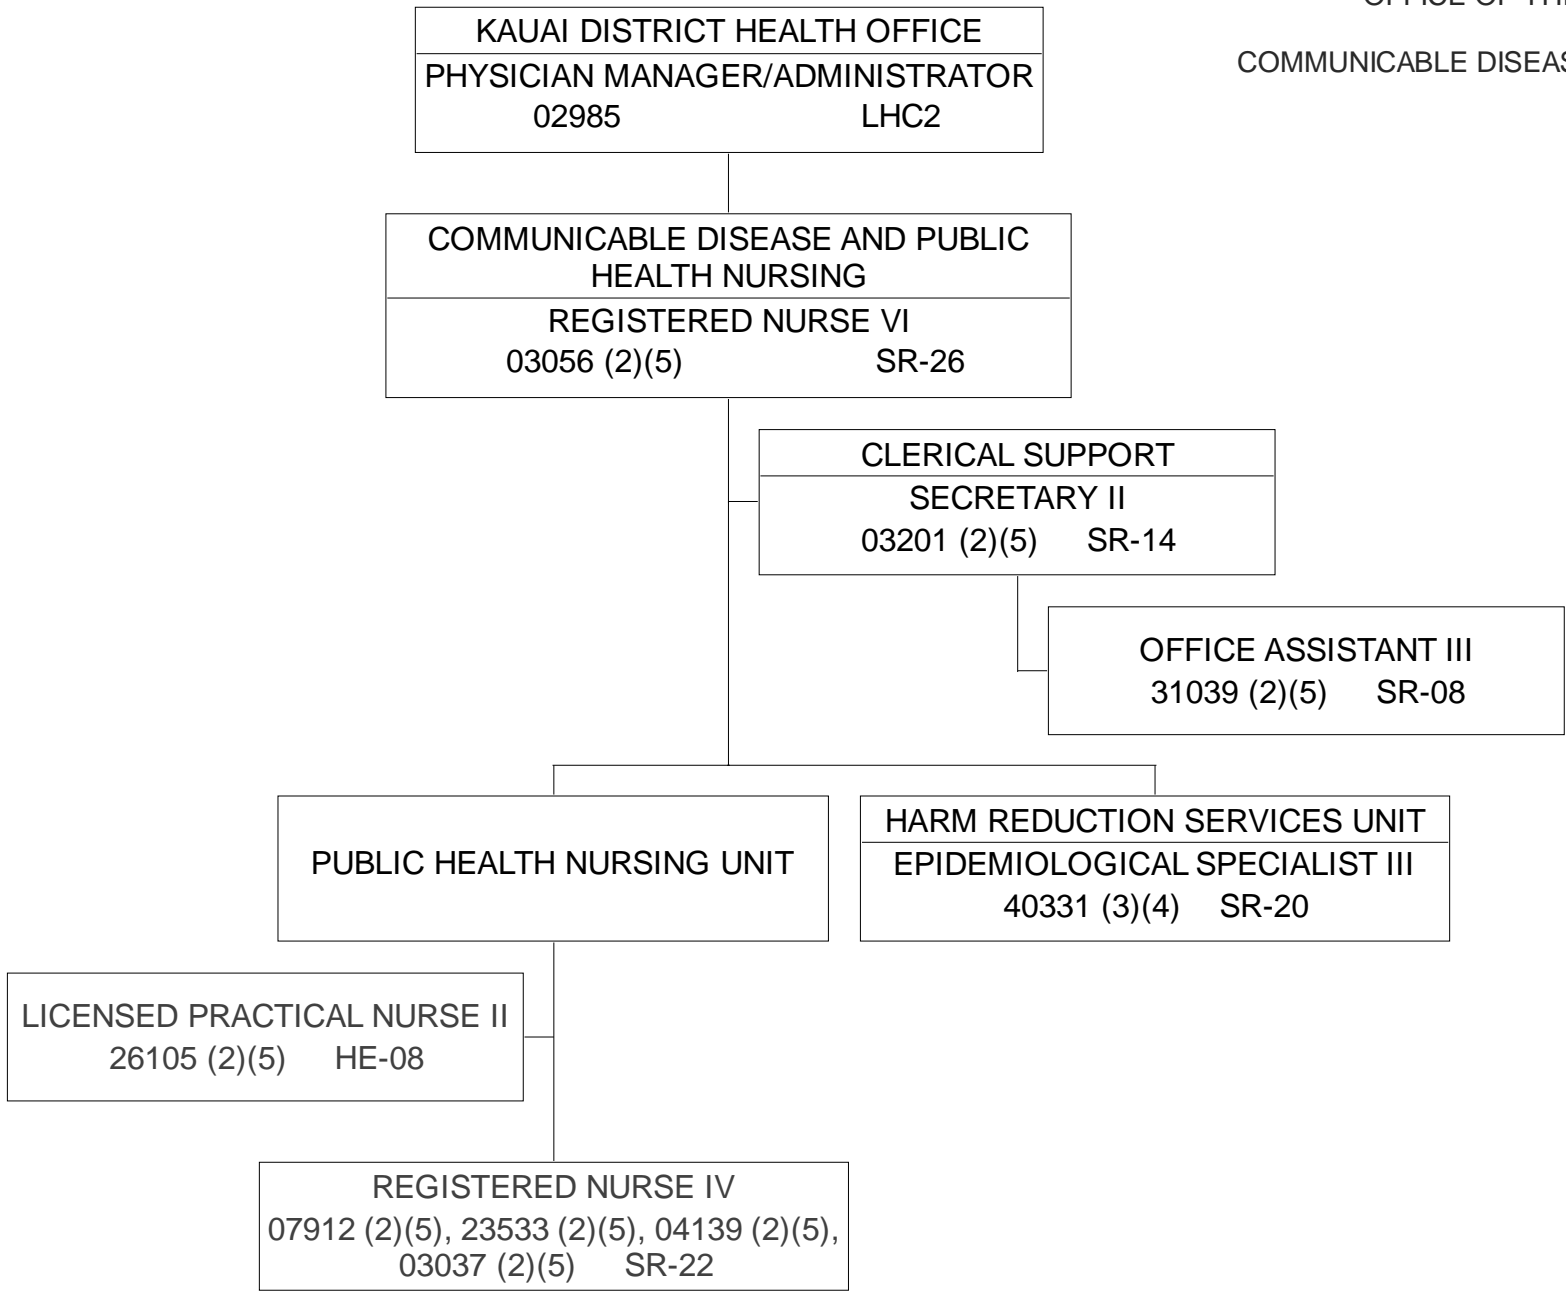 OFFICE OF
KAUAI DISTRICT HEALTH OFFICE
PHYSICIAN MANAGER/ADMINISTRATOR
02985 LHC2
COMMUNICABLE
COMMUNICABLE DISEASE AND PUBLIC
HEALTH NURSING
REGISTERED NURSE VI
03056 (2)(5) SR-26
CLERICAL SUPPORT
SECRETARY II
03201 (2)(5) SR-14
OFFICE ASSISTANT III
31039 (2)(5) SR-08
PUBLIC HEALTH NURSING UNIT
HARM REDUCTION SERVICES UNIT
EPIDEMIOLOGICAL SPECIALIST III
40331 (3)(4) SR-20
LICENSED PRACTICAL NURSE II
26105 (2)(5) HE-08
REGISTERED NURSE IV
07912 (2)(5), 23533 (2)(5), 04139 (2)(5),
03037 (2)(5) SR-22